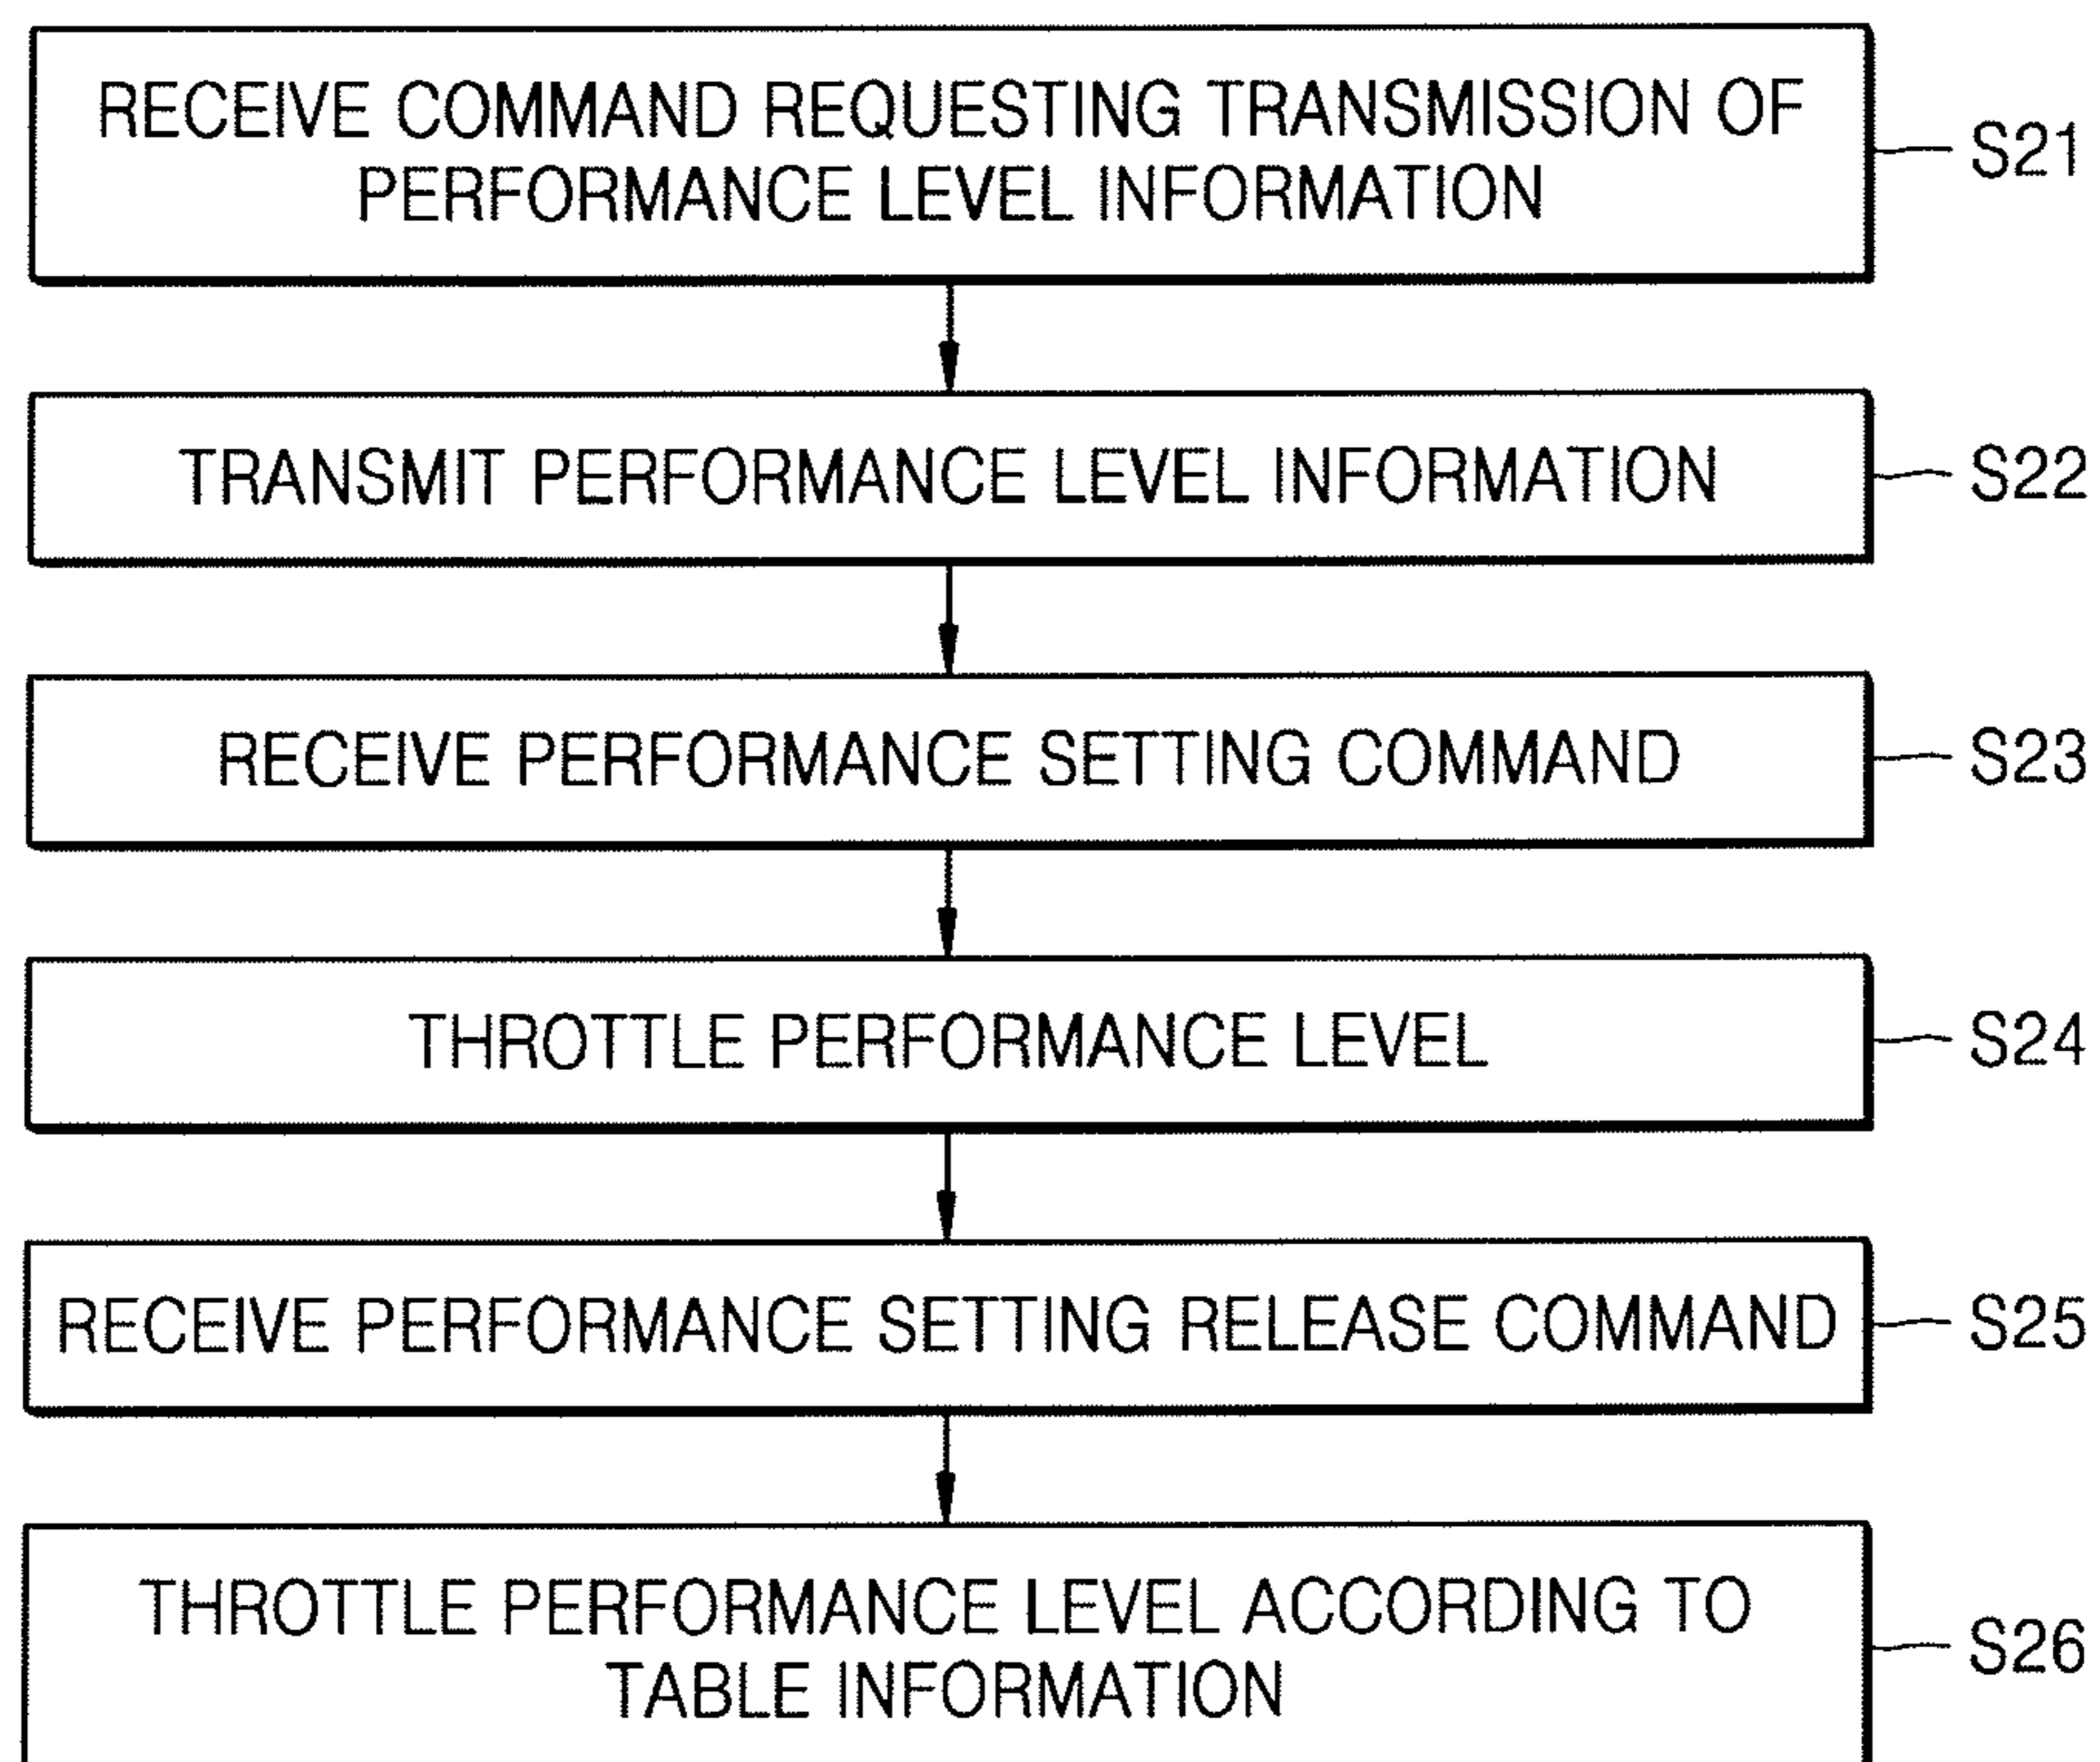 RECEIVE COMMAND REQUESTING TRANSMISSION OF
PERFORMANCE LEVEL INFORMATION
S21
TRANSMIT PERFORMANCE LEVEL INFORMATION
S22
RECEIVE PERFORMANCE SETTING COMMAND
S23
THROTTLE PERFORMANCE LEVEL
S24
RECEIVE PERFORMANCE SETTING RELEASE COMMAND
S25
THROTTLE PERFORMANCE LEVEL ACCORDING TO
TABLE INFORMATION
S26